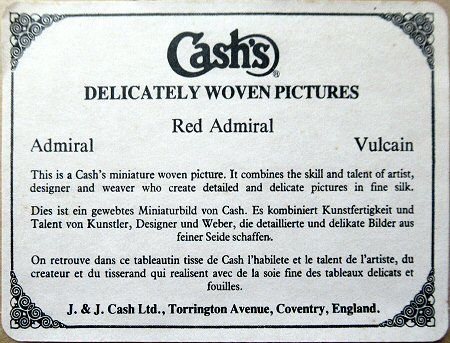 Cash's®
DELICATELY WOVEN PICTURES
Red Admiral
Admiral Vulcain
This is a Cash's miniature woven picture. It combines the skill and talent of artist,
designer and weaver who create detailed and delicate pictures in fine silk.
Dies ist ein gewebtes Miniaturbild von Cash. Es kombiniert Kunstfertigkeit und
Talent von Kunstler, Designer und Weber, die detaillierte und delikate Bilder aus
feiner Seide schaffen.
On retrouve dans ce tableautin tisse de Cash l'habilete et le talent de l'artiste, du
createur et du tisserand qui realisent avec de la soie fine des tableaux delicats et
fouilles.
J. & J. Cash Ltd., Torrington Avenue, Coventry, England.